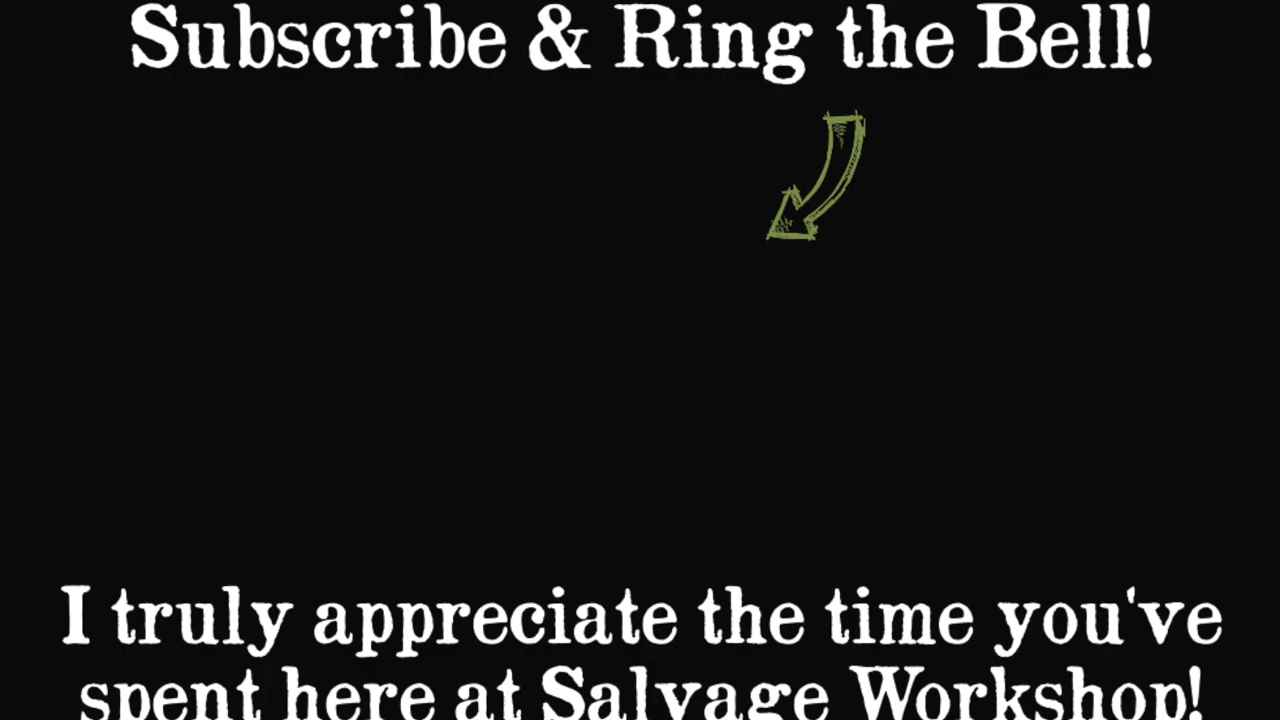 Subscribe & Ring the Bell!
I truly appreciate the time you've
spent here at Salvage Workshop!